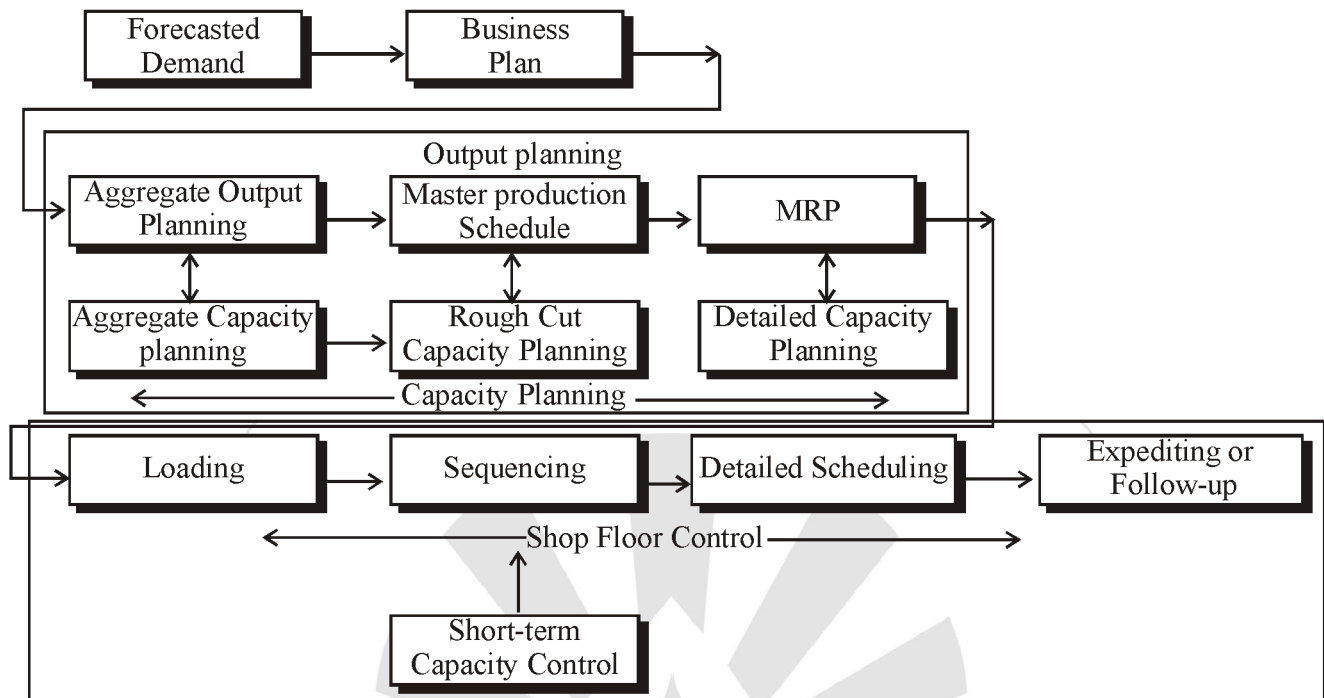 Forecasted
Demand
Business
Plan
Output planning
Aggregate Output
Planning
Master production
Schedule
MRP
Aggregate Capacity
planning
Rough Cut
Capacity Planning
Detailed Capacity
Planning
Capacity Planning
Loading
Sequencing
Detailed Scheduling
Expediting or
Follow-up
Shop Floor Control
Short-term
Capacity Control